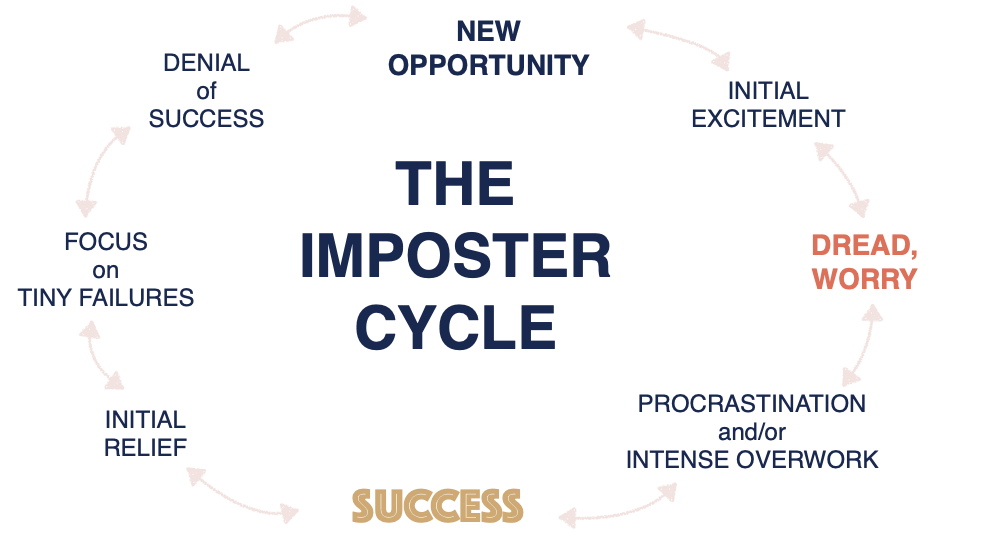 THE
IMPOSTER
CYCLE
NEW
OPPORTUNITY
INITIAL
EXCITEMENT
DREAD,
WORRY
PROCRASTINATION
and/or
INTENSE OVERWORK
SUCCESS
INITIAL
RELIEF
FOCUS
on
TINY FAILURES
DENIAL
of
SUCCESS